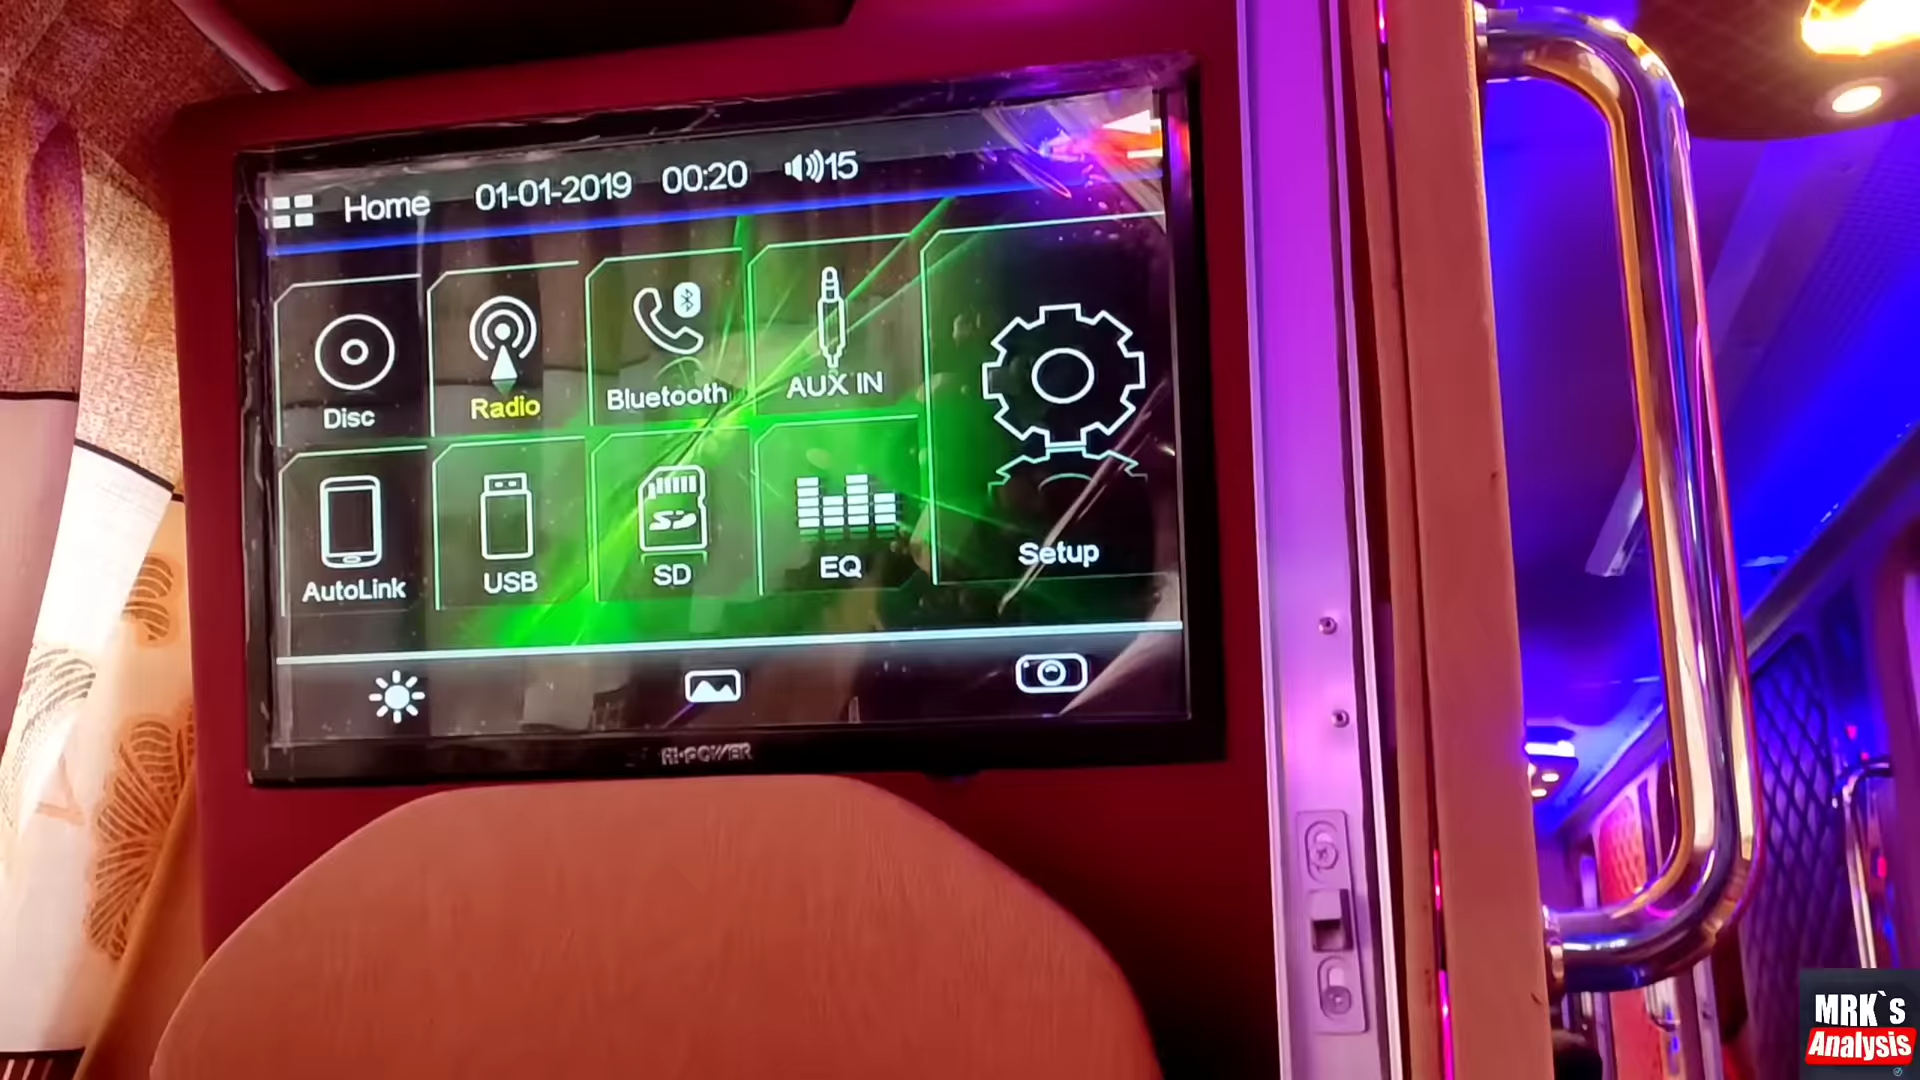 Home 01-01-2019 00:20 15
Disc Radio Bluetooth AUX IN
AutoLink USB SD EQ Setup
Hi-POWER
MRK`s
Analysis